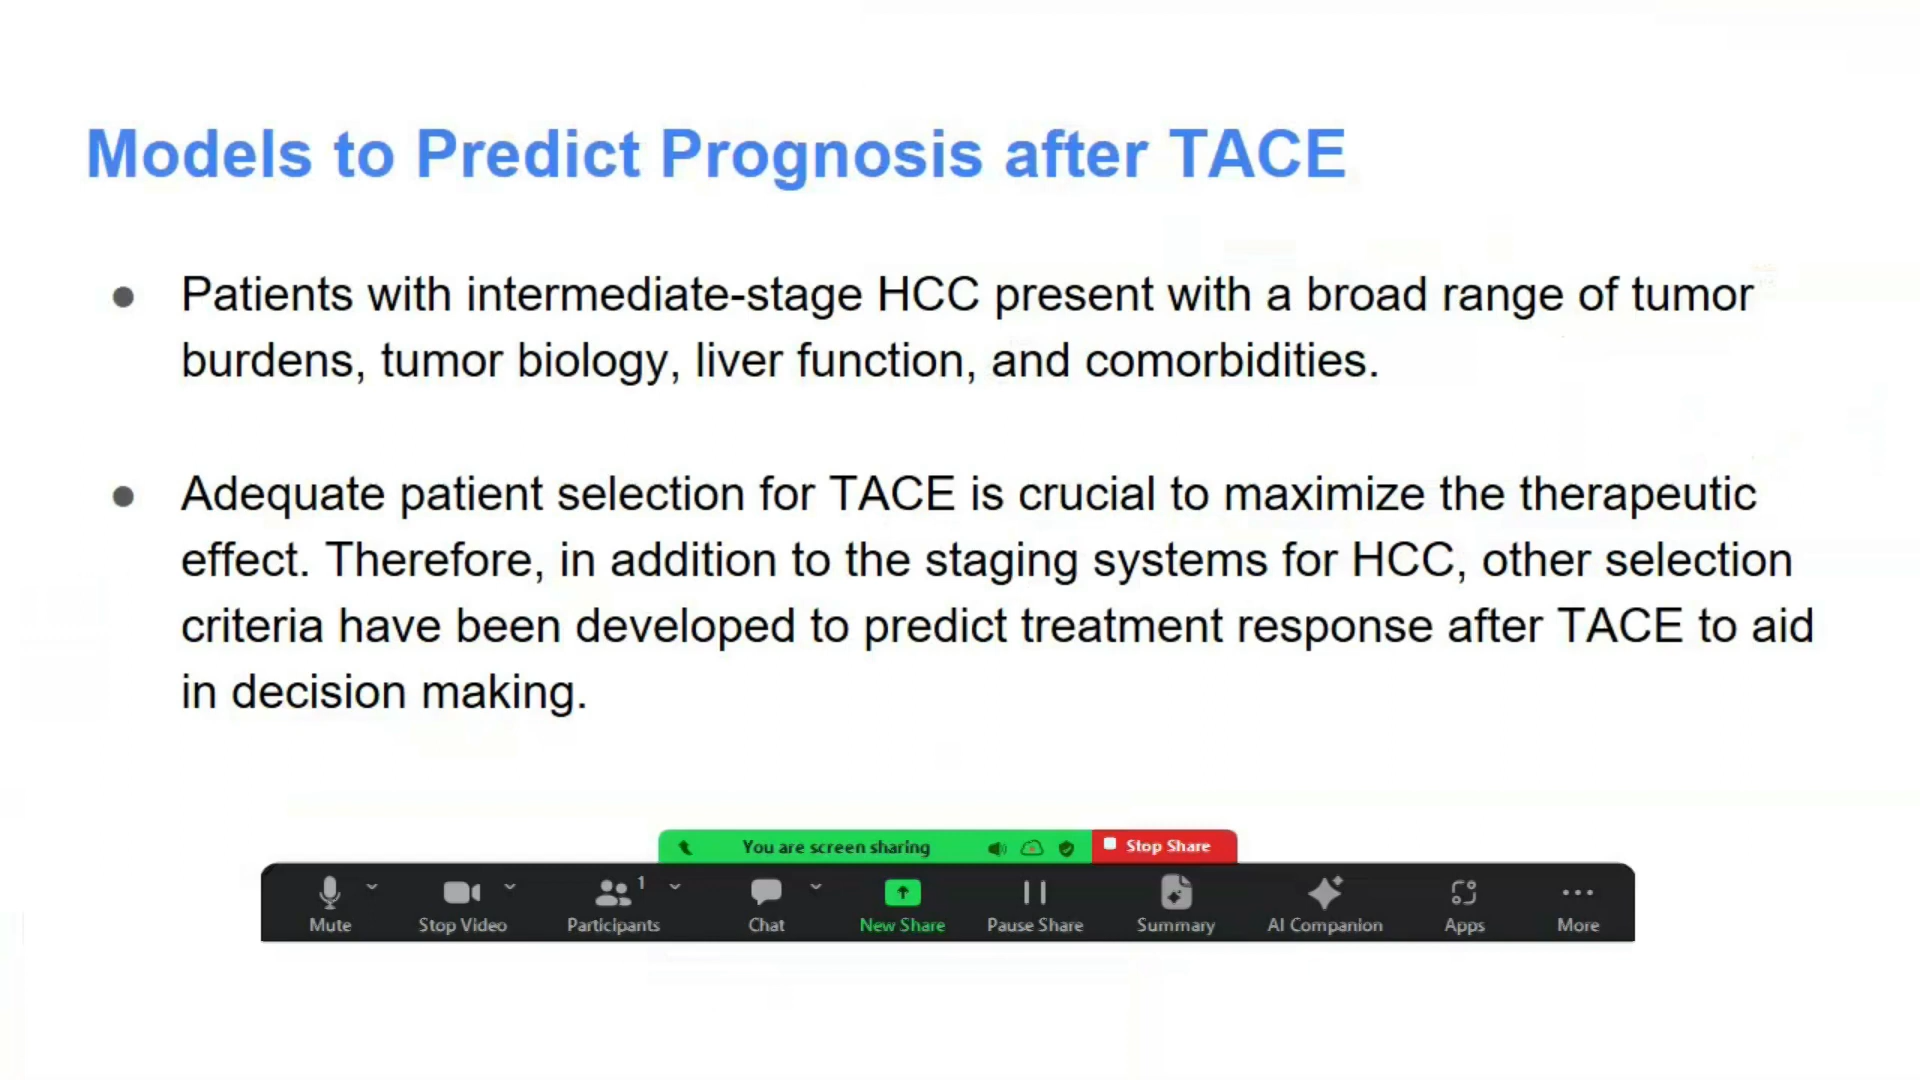 Models to Predict Prognosis after TACE
● Patients with intermediate-stage HCC present with a broad range of tumor
burdens, tumor biology, liver function, and comorbidities.
● Adequate patient selection for TACE is crucial to maximize the therapeutic
effect. Therefore, in addition to the staging systems for HCC, other selection
criteria have been developed to predict treatment response after TACE to aid
in decision making.
You are screen sharing Stop Share
1
Mute Stop Video Participants Chat New Share Pause Share Summary AI Companion Apps More